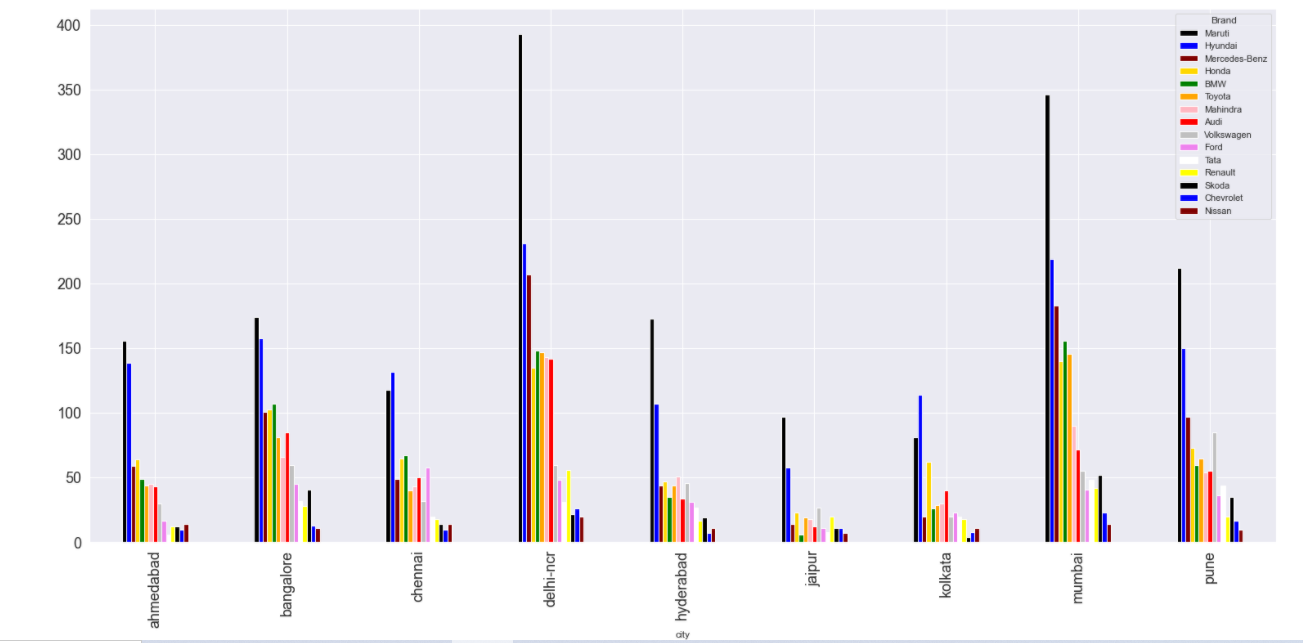 400
350
300
250
200
150
100
50
0
Brand
Maruti
Hyundai
Mercedes-Benz
Honda
BMW
Toyota
Mahindra
Audi
Volkswagen
Ford
Tata
Renault
Skoda
Chevrolet
Nissan
ahmedabad
bangalore
chennai
delhi-ncr
hyderabad
jaipur
kolkata
mumbai
pune
city